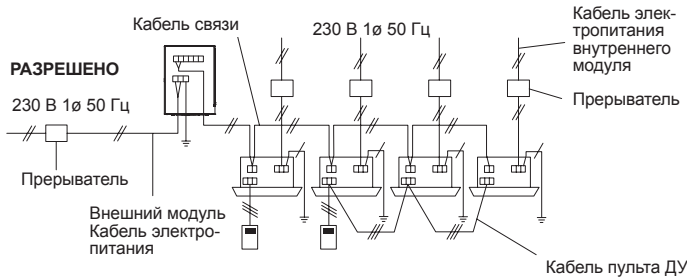 Кабель связи
230 В 1ø 50 Гц
Кабель элек-
тропитания
внутреннего
модуля
РАЗРЕШЕНО
230 В 1ø 50 Гц
Прерыватель
Прерыватель
Внешний модуль
Кабель электро-
питания
Кабель пульта ДУ